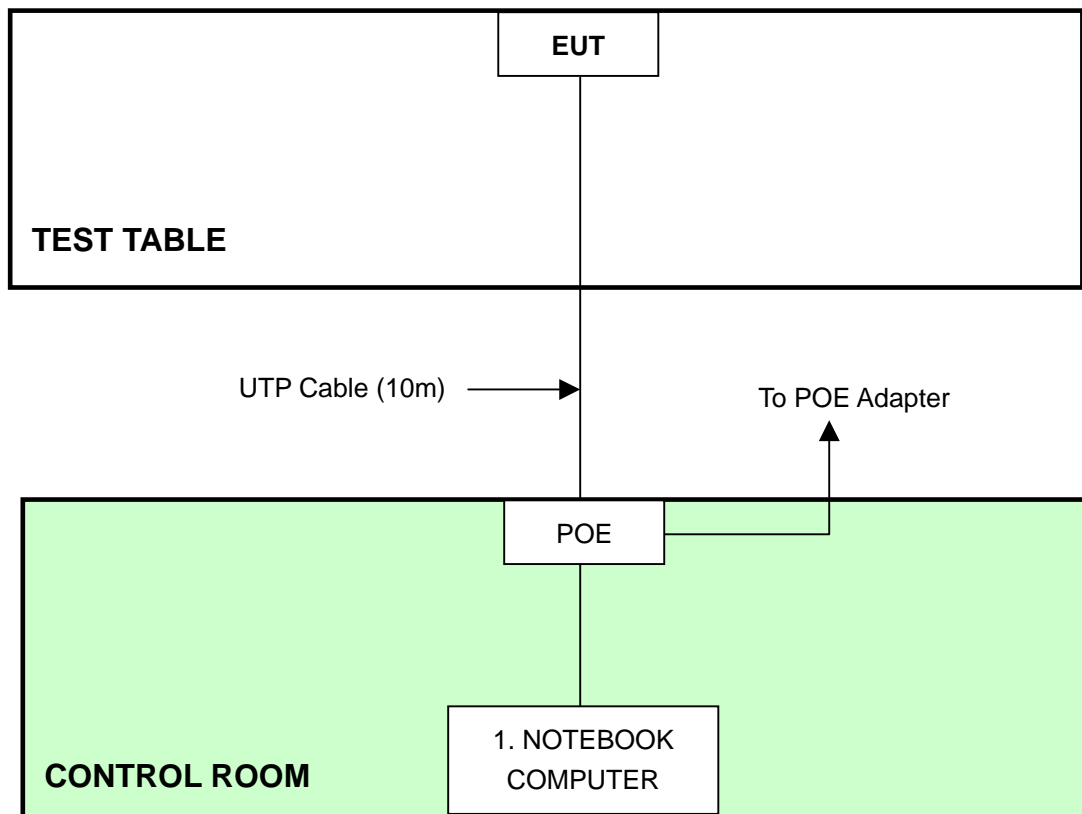 EUT
TEST TABLE
UTP Cable (10m)
To POE Adapter
POE
1. NOTEBOOK
COMPUTER
CONTROL ROOM